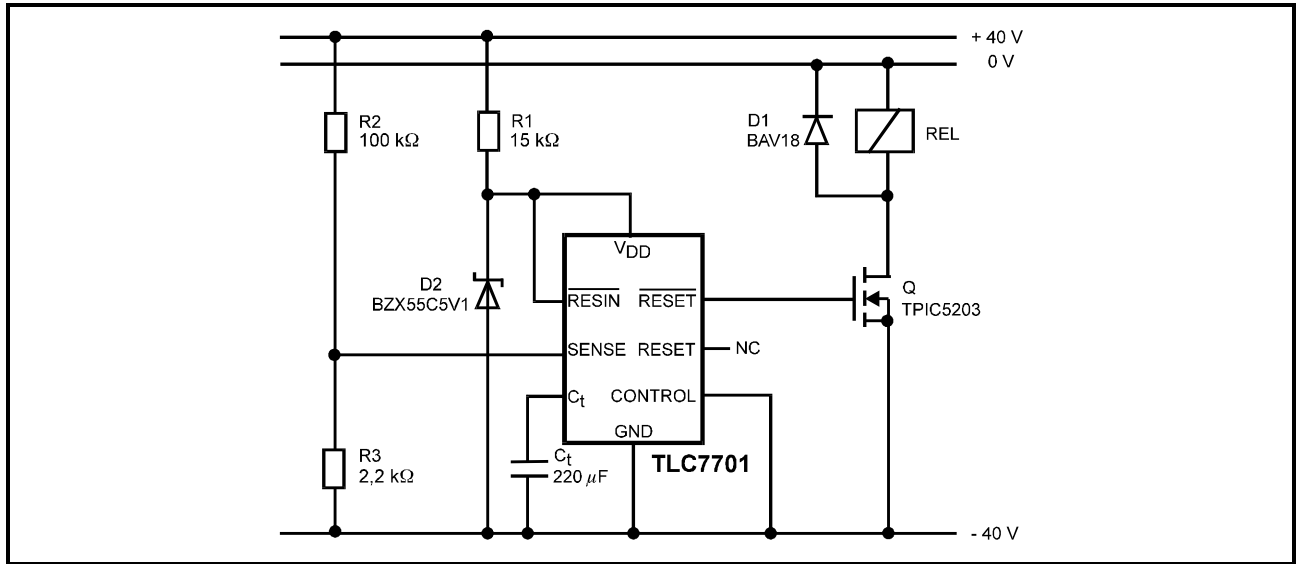 + 40 V
0 V
R2
100 kΩ
R1
15 kΩ
D1
BAV18
REL
VDD
D2
BZX55C5V1
RESIN
RESET
Q
TPIC5203
SENSE
RESET
NC
Ct
CONTROL
GND
R3
2,2 kΩ
Ct
220 μF
TLC7701
- 40 V